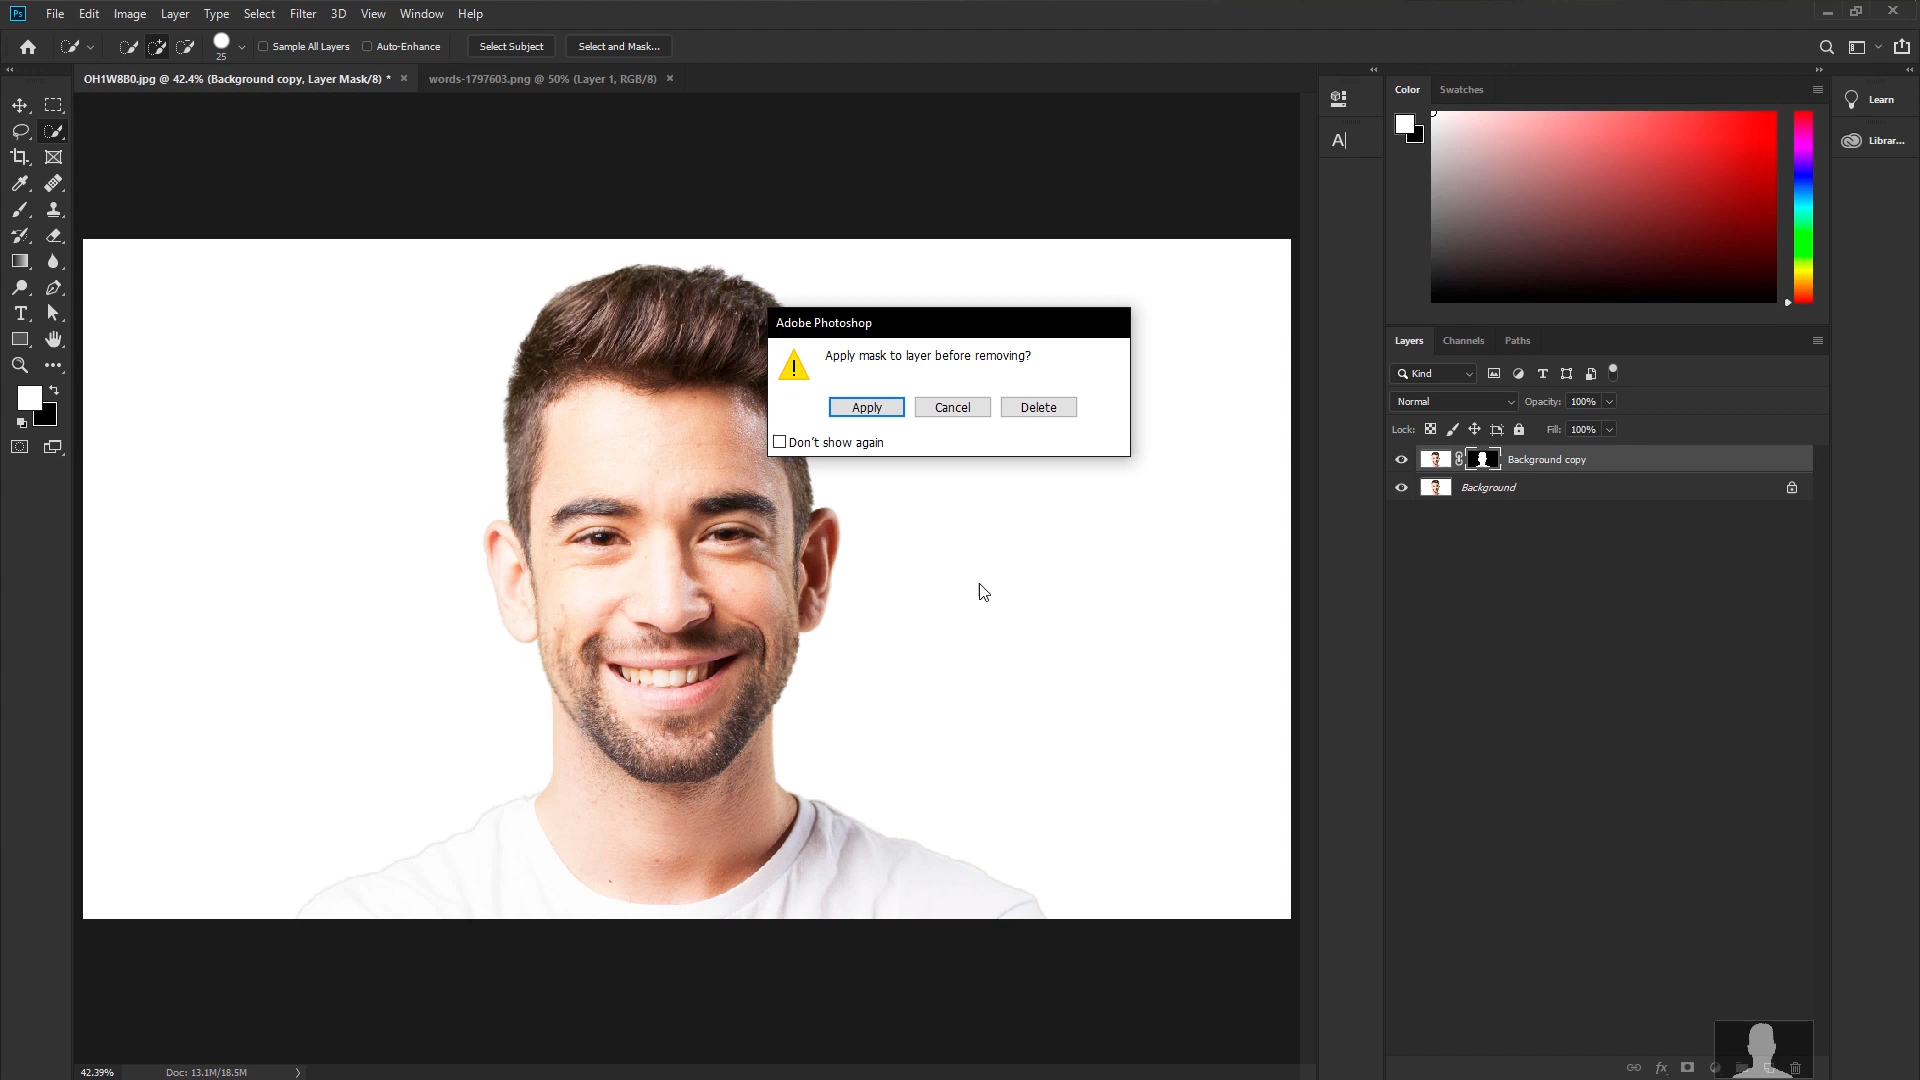 Ps File Edit Image Layer Type Select Filter 3D View Window Help
25 Sample All Layers Auto-Enhance Select Subject Select and Mask...
OH1W8B0.jpg @ 42.4% (Background copy, Layer Mask/8) * × words-1797603.png @ 50% (Layer 1, RGB/8) ×
Color Swatches
Learn
Librar...
Adobe Photoshop
Apply mask to layer before removing?
Apply Cancel Delete
Don't show again
Layers Channels Paths
Kind
Normal Opacity: 100%
Lock: Fill: 100%
Background copy
Background
42.39% Doc: 13.1M/18.5M